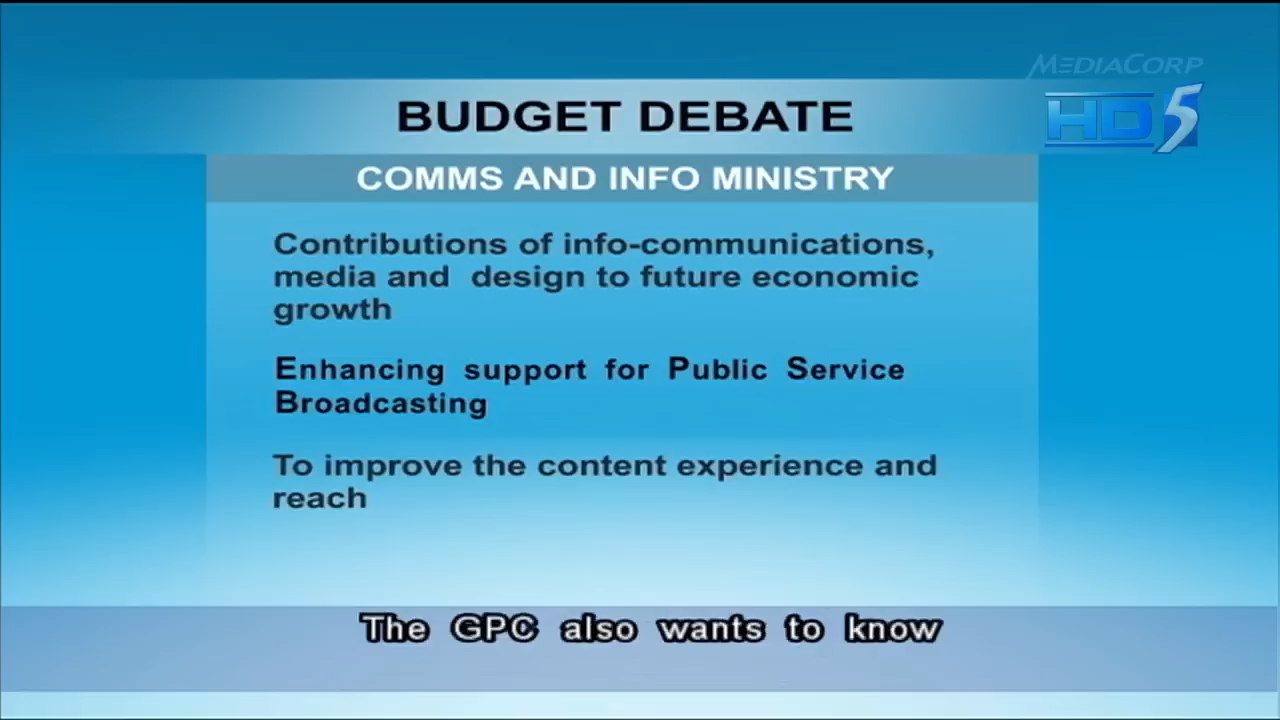 MEDIACORP
HD5
BUDGET DEBATE
COMMS AND INFO MINISTRY
Contributions of info-communications,
media and design to future economic
growth
Enhancing support for Public Service
Broadcasting
To improve the content experience and
reach
The GPC also wants to know